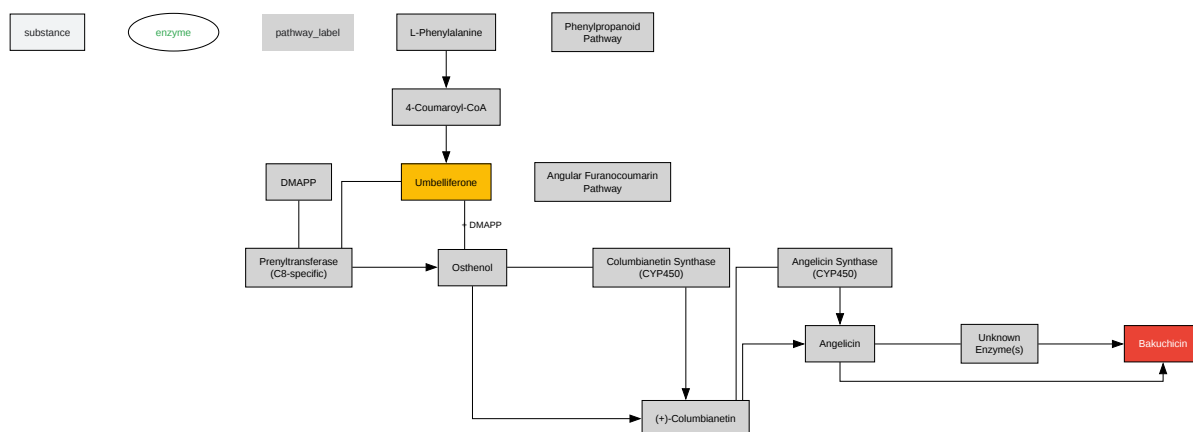 substance
enzyme
pathway_label
L-Phenylalanine
Phenylpropanoid
Pathway
4-Coumaroyl-CoA
DMAPP
Umbelliferone
Angular Furanocoumarin
Pathway
+ DMAPP
Prenyltransferase
(C8-specific)
Osthenol
Columbianetin Synthase
(CYP450)
Angelicin Synthase
(CYP450)
Angelicin
Unknown
Enzyme(s)
Bakuchicin
(+)-Columbianetin